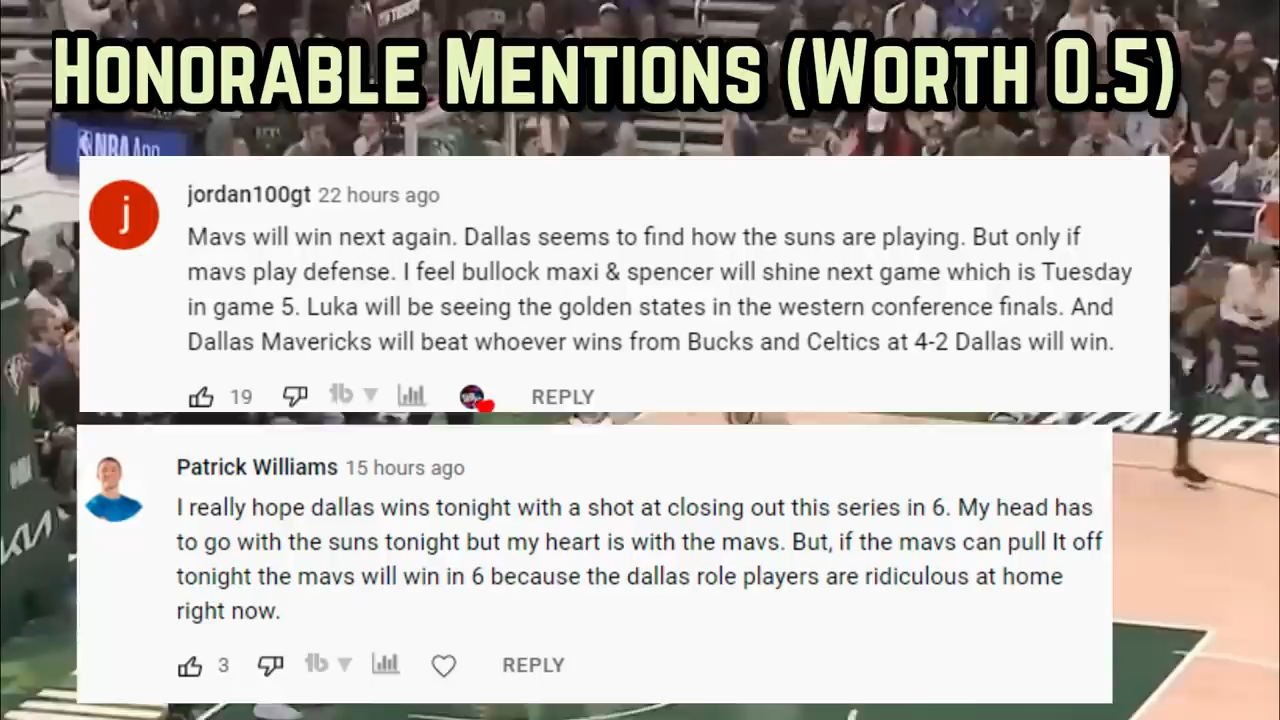 HONORABLE MENTIONS (WORTH 0.5)
NBA App
j
jordan100gt 22 hours ago
Mavs will win next again. Dallas seems to find how the suns are playing. But only if
mavs play defense. I feel bullock maxi & spencer will shine next game which is Tuesday
in game 5. Luka will be seeing the golden states in the western conference finals. And
Dallas Mavericks will beat whoever wins from Bucks and Celtics at 4-2 Dallas will win.
19 REPLY
Patrick Williams 15 hours ago
I really hope dallas wins tonight with a shot at closing out this series in 6. My head has
to go with the suns tonight but my heart is with the mavs. But, if the mavs can pull It off
tonight the mavs will win in 6 because the dallas role players are ridiculous at home
right now.
3 REPLY